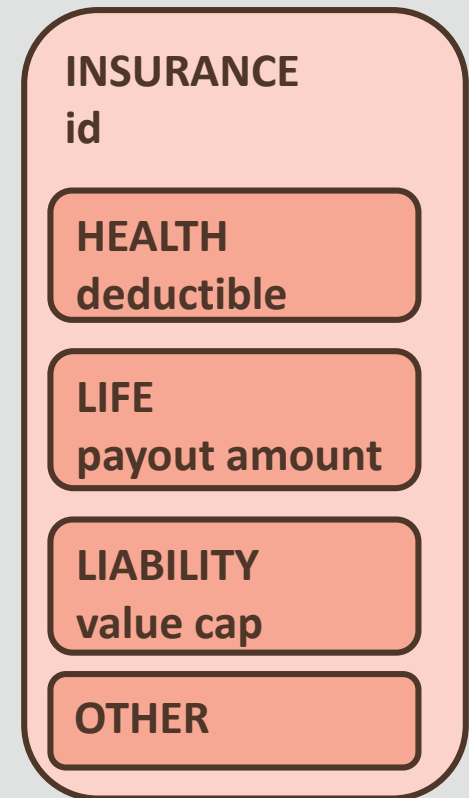 INSURANCE
id
HEALTH
deductible
LIFE
payout amount
LIABILITY
value cap
OTHER